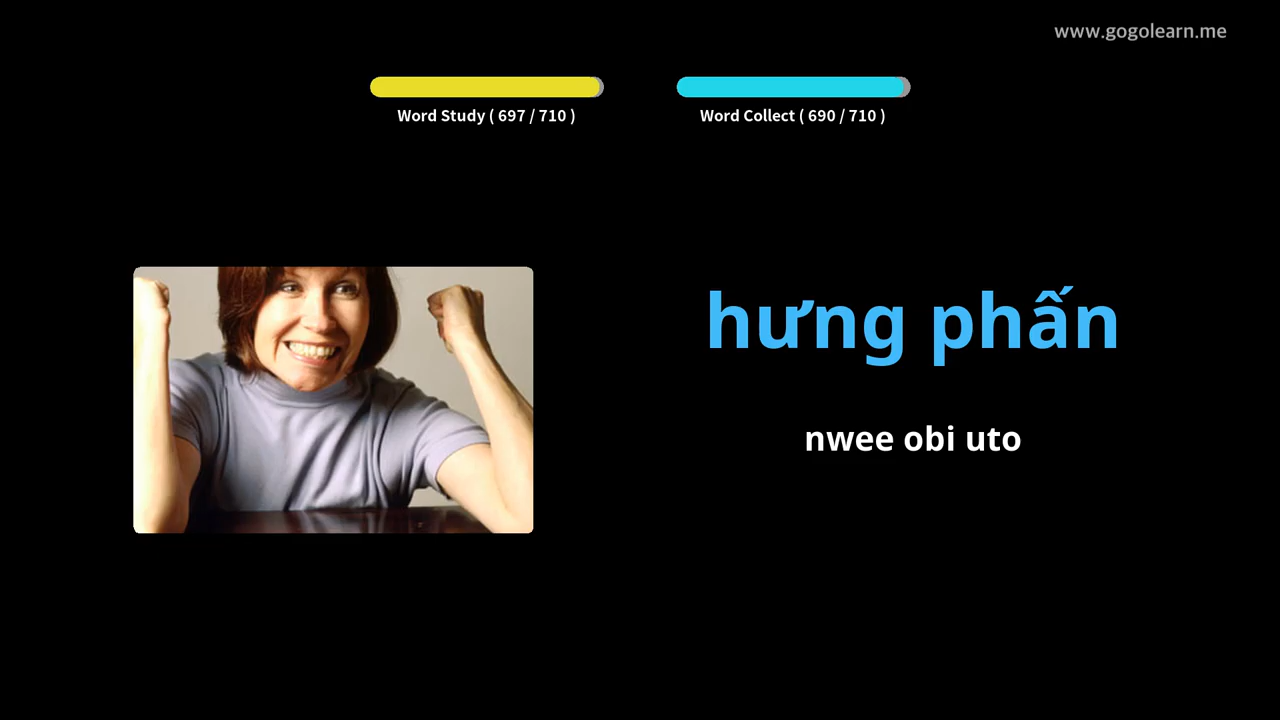 www.gogolearn.me
Word Study ( 697 / 710 )
Word Collect ( 690 / 710 )
hưng phấn
nwee obi uto